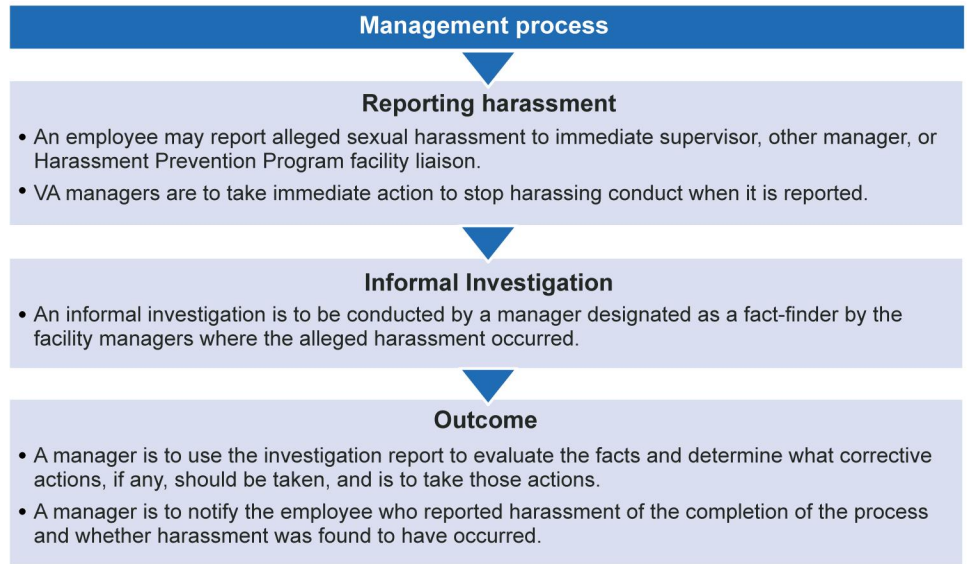 Management process
Reporting harassment
• An employee may report alleged sexual harassment to immediate supervisor, other manager, or
Harassment Prevention Program facility liaison.
• VA managers are to take immediate action to stop harassing conduct when it is reported.
Informal Investigation
• An informal investigation is to be conducted by a manager designated as a fact-finder by the
facility managers where the alleged harassment occurred.
Outcome
• A manager is to use the investigation report to evaluate the facts and determine what corrective
actions, if any, should be taken, and is to take those actions.
• A manager is to notify the employee who reported harassment of the completion of the process
and whether harassment was found to have occurred.